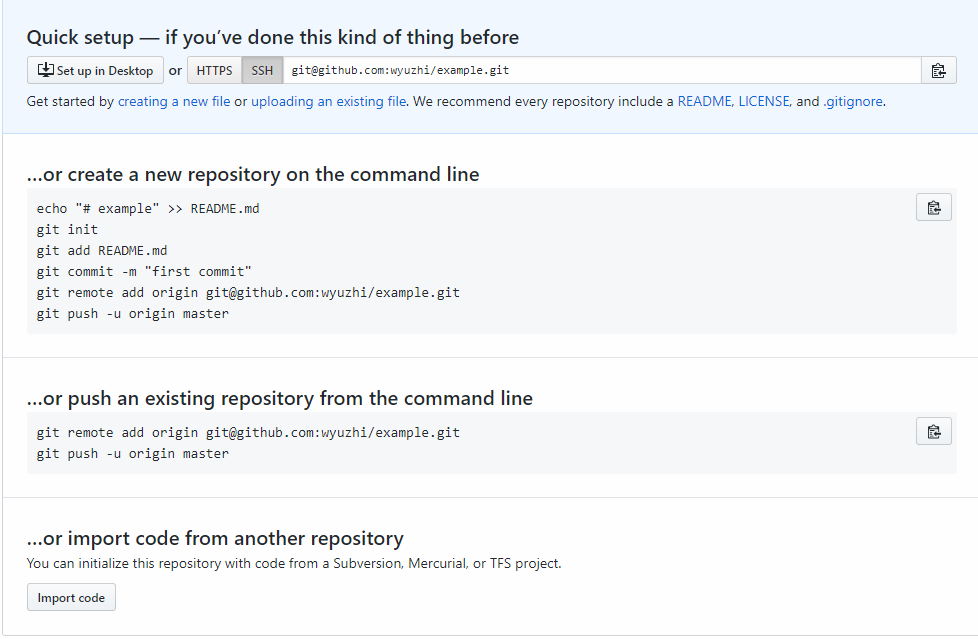 Quick setup — if you’ve done this kind of thing before
Set up in Desktop or HTTPS SSH git@github.com:wyuzhi/example.git
Get started by creating a new file or uploading an existing file. We recommend every repository include a README, LICENSE, and .gitignore.
…or create a new repository on the command line
echo "# example" >> README.md
git init
git add README.md
git commit -m "first commit"
git remote add origin git@github.com:wyuzhi/example.git
git push -u origin master
…or push an existing repository from the command line
git remote add origin git@github.com:wyuzhi/example.git
git push -u origin master
…or import code from another repository
You can initialize this repository with code from a Subversion, Mercurial, or TFS project.
Import code